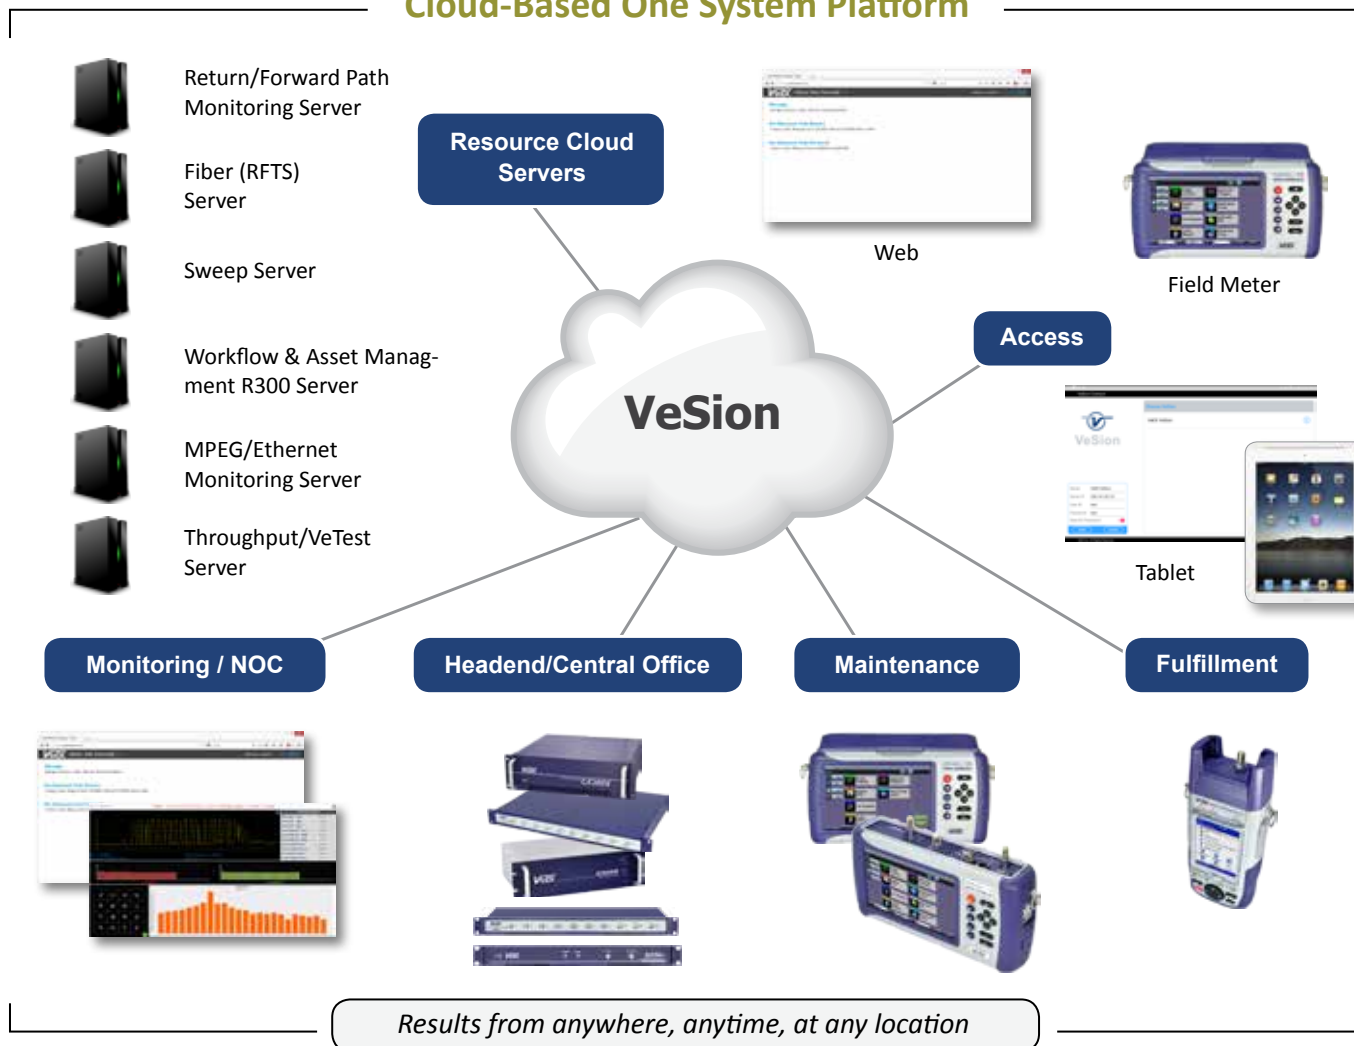 Cloud-Based One System Platform
Return/Forward Path
Monitoring Server
Fiber (RFTS)
Server
Sweep Server
Workflow & Asset Manag-
ment R300 Server
MPEG/Ethernet
Monitoring Server
Throughput/VeTest
Server
Resource Cloud
Servers
Web
Field Meter
Access
VeSion
VeSion
Tablet
Monitoring / NOC
Headend/Central Office
Maintenance
Fulfillment
Results from anywhere, anytime, at any location